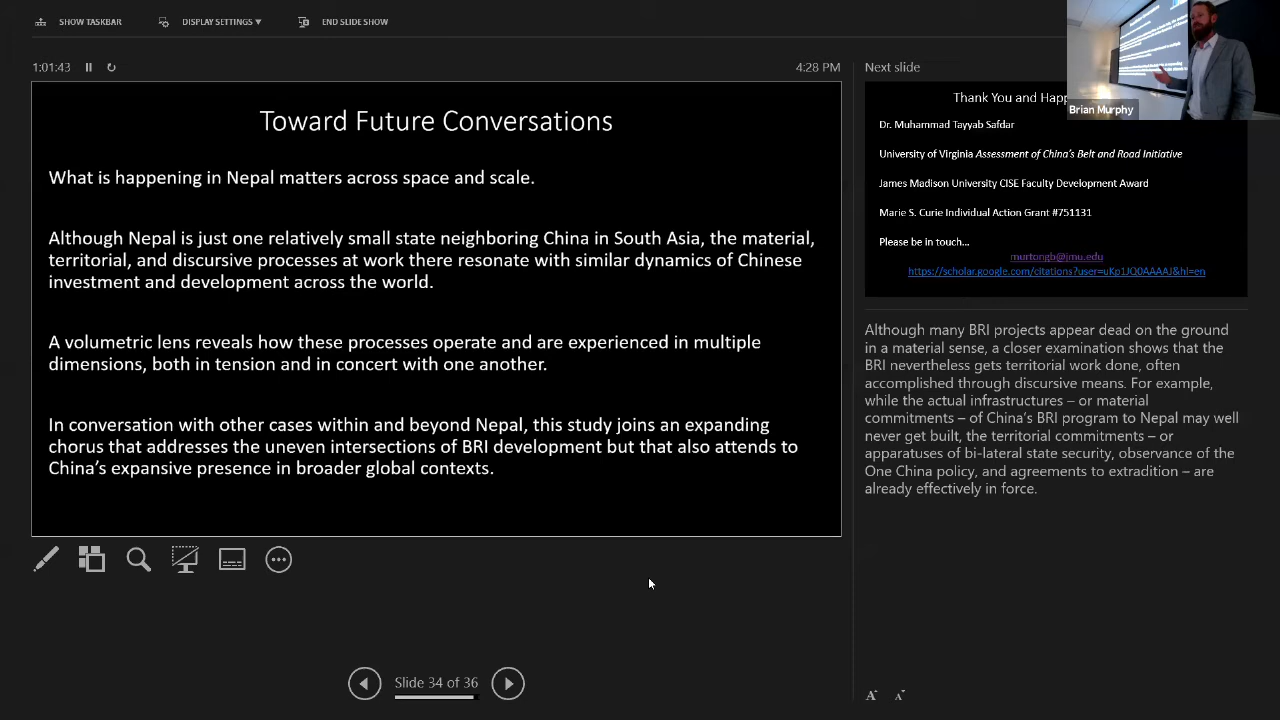 SHOW TASKBAR
DISPLAY SETTINGS
END SLIDE SHOW
1:01:43
4:28 PM
Toward Future Conversations
What is happening in Nepal matters across space and scale.
Although Nepal is just one relatively small state neighboring China in South Asia, the material,
territorial, and discursive processes at work there resonate with similar dynamics of Chinese
investment and development across the world.
A volumetric lens reveals how these processes operate and are experienced in multiple
dimensions, both in tension and in concert with one another.
In conversation with other cases within and beyond Nepal, this study joins an expanding
chorus that addresses the uneven intersections of BRI development but that also attends to
China’s expansive presence in broader global contexts.
Slide 34 of 36
Next slide
Brian Murphy
Thank You and
Dr. Muhammad Tayyab Safdar
University of Virginia Assessment of China’s Belt and Road Initiative
James Madison University CISE Faculty Development Award
Marie S. Curie Individual Action Grant #751131
Please be in touch…
murtongb@jmu.edu
https://scholar.google.com/citations?user=uKp1JQ0AAAAJ&hl=en
Although many BRI projects appear dead on the ground
in a material sense, a closer examination shows that the
BRI nevertheless gets territorial work done, often
accomplished through discursive means. For example,
while the actual infrastructures – or material
commitments – of China’s BRI program to Nepal may well
never get built, the territorial commitments – or
apparatuses of bi-lateral state security, observance of the
One China policy, and agreements to extradition – are
already effectively in force.
A
A